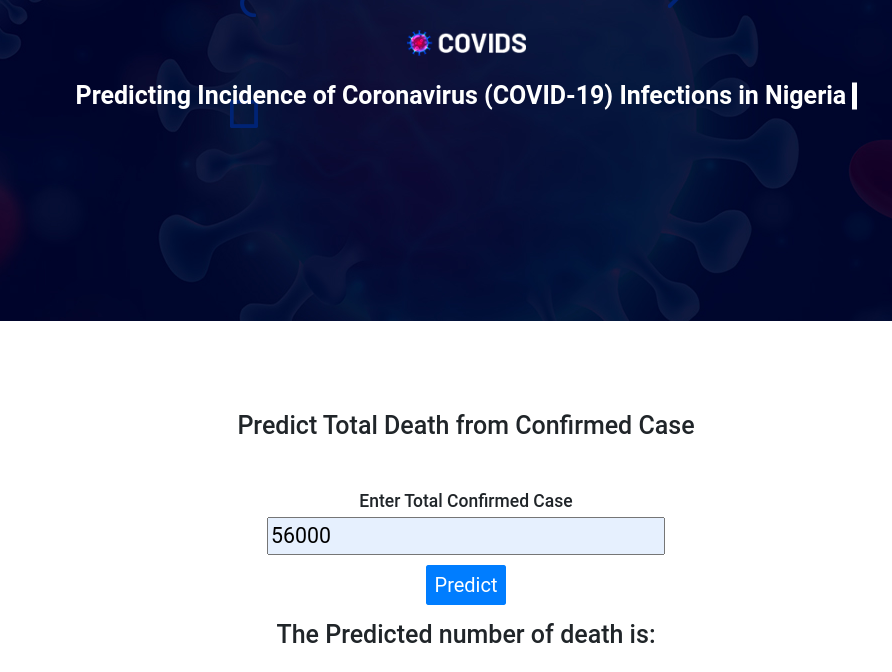 COVIDS
Predicting Incidence of Coronavirus (COVID-19) Infections in Nigeria
Predict Total Death from Confirmed Case
Enter Total Confirmed Case
56000
Predict
The Predicted number of death is: